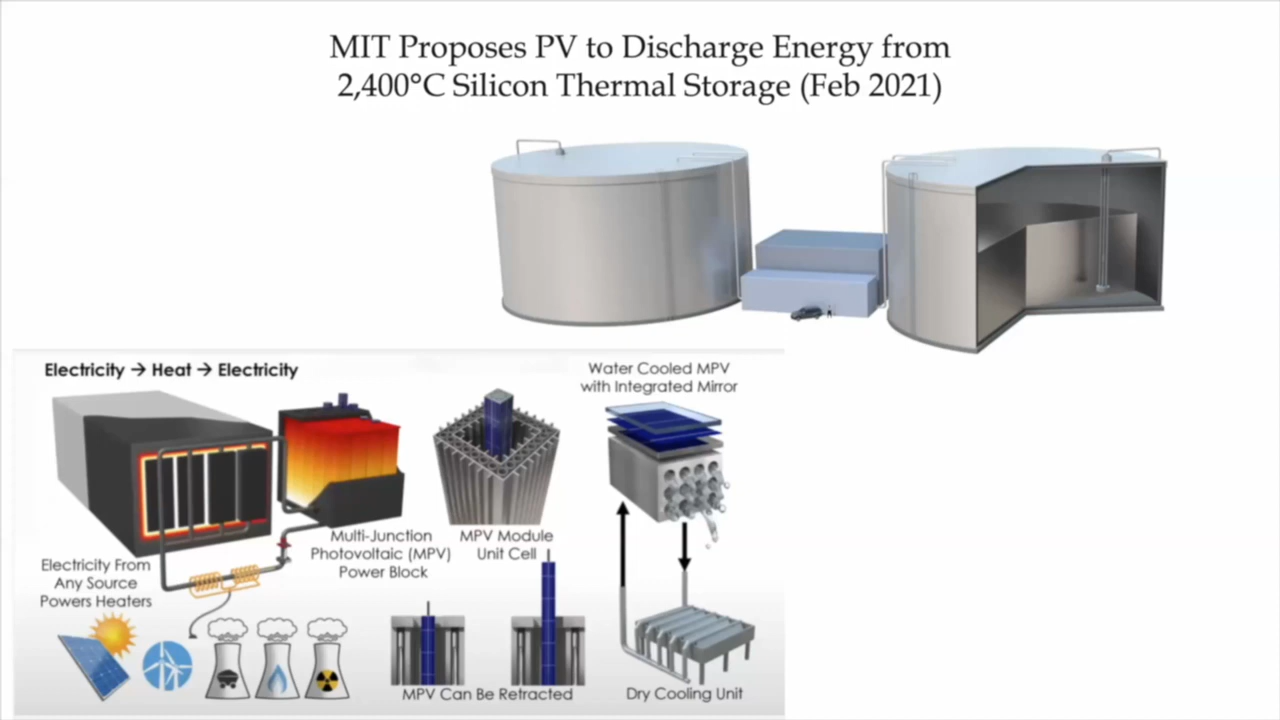 MIT Proposes PV to Discharge Energy from
2,400°C Silicon Thermal Storage (Feb 2021)
Electricity → Heat → Electricity
Water Cooled MPV
with Integrated Mirror
Multi-Junction
Photovoltaic (MPV)
Power Block
MPV Module
Unit Cell
Electricity From
Any Source
Powers Heaters
MPV Can Be Retracted
Dry Cooling Unit